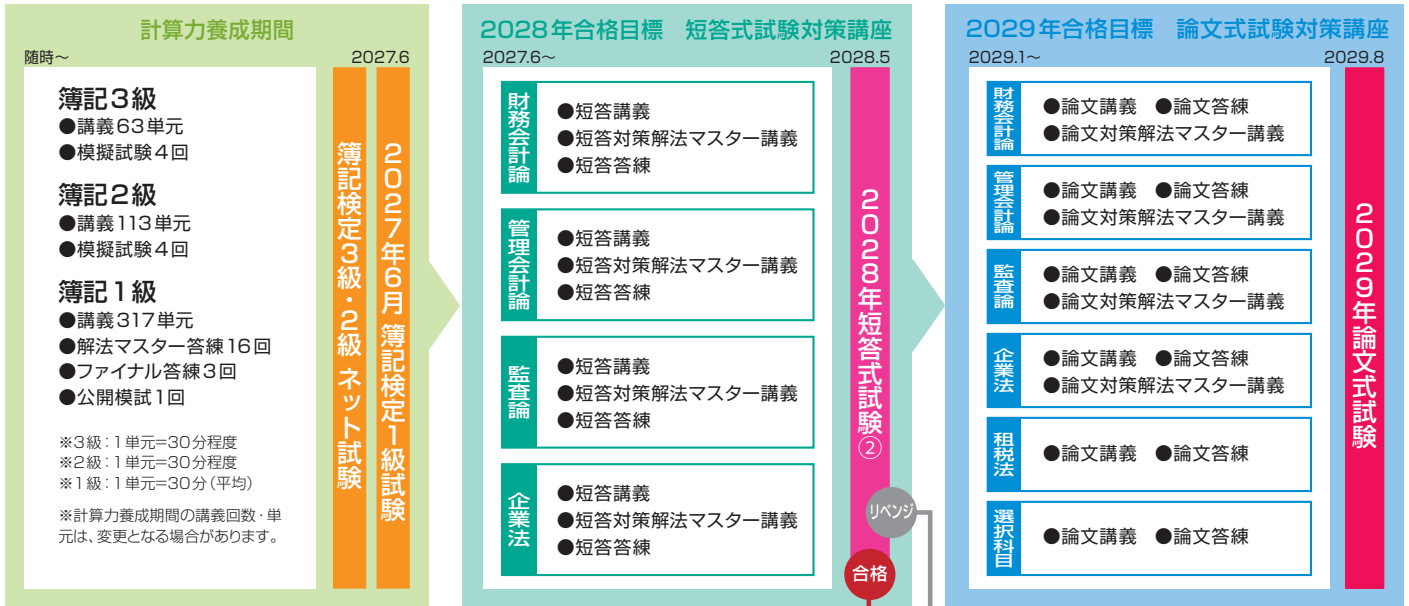 計算力養成期間
随時～
2027.6
簿記3級
●講義63単元
●模擬試験4回
簿記2級
●講義113単元
●模擬試験4回
簿記1級
●講義317単元
●解法マスター答練16回
●ファイナル答練3回
●公開模試1回
※3級：1単元=30分程度
※2級：1単元=30分程度
※1級：1単元=30分（平均）
※計算力養成期間の講義回数・単
元は、変更となる場合があります。
簿記検定3級・2級 ネット試験
2027年6月 簿記検定1級試験
2028年合格目標　短答式試験対策講座
2027.6～
2028.5
財務会計論
●短答講義
●短答対策解法マスター講義
●短答答練
管理会計論
●短答講義
●短答対策解法マスター講義
●短答答練
監査論
●短答講義
●短答対策解法マスター講義
●短答答練
企業法
●短答講義
●短答対策解法マスター講義
●短答答練
2028年短答式試験②
リベンジ
合格
2029年合格目標　論文式試験対策講座
2029.1～
2029.8
財務会計論
●論文講義　●論文答練
●論文対策解法マスター講義
管理会計論
●論文講義　●論文答練
●論文対策解法マスター講義
監査論
●論文講義　●論文答練
●論文対策解法マスター講義
企業法
●論文講義　●論文答練
●論文対策解法マスター講義
租税法
●論文講義　●論文答練
選択科目
●論文講義　●論文答練
2029年論文式試験